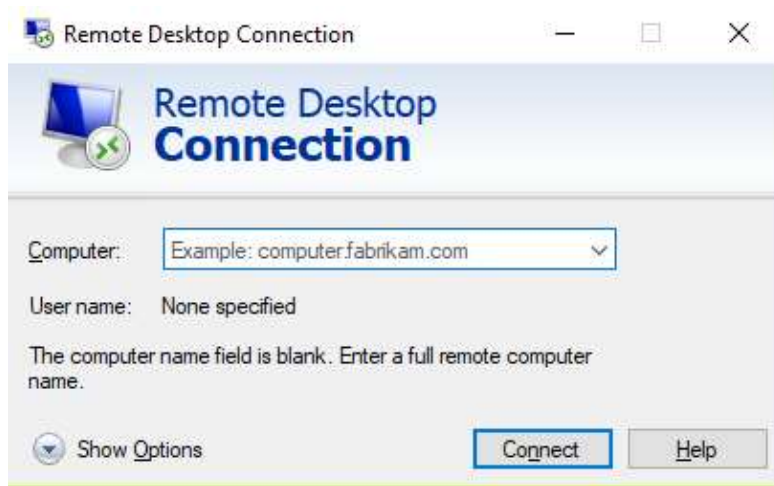 Remote Desktop Connection
Remote Desktop
Connection
Computer: Example: computer.fabrikam.com
User name: None specified
The computer name field is blank. Enter a full remote computer
name.
Show Options Connect Help